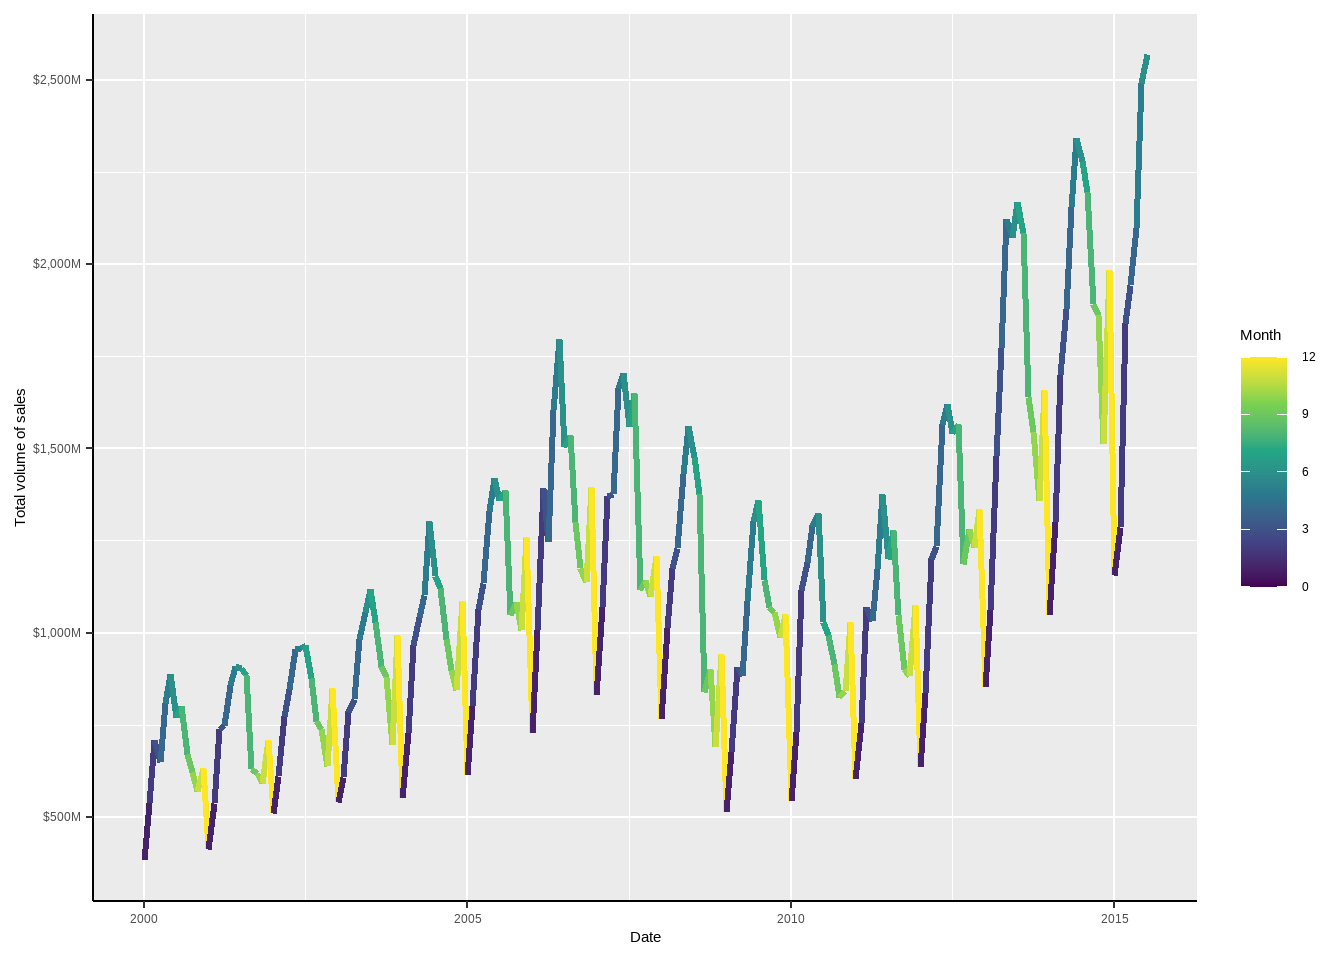 $2,500M
$2,000M
$1,500M
$1,000M
$500M
Total volume of sales
2000
2005
2010
2015
Date
Month
12
9
6
3
0